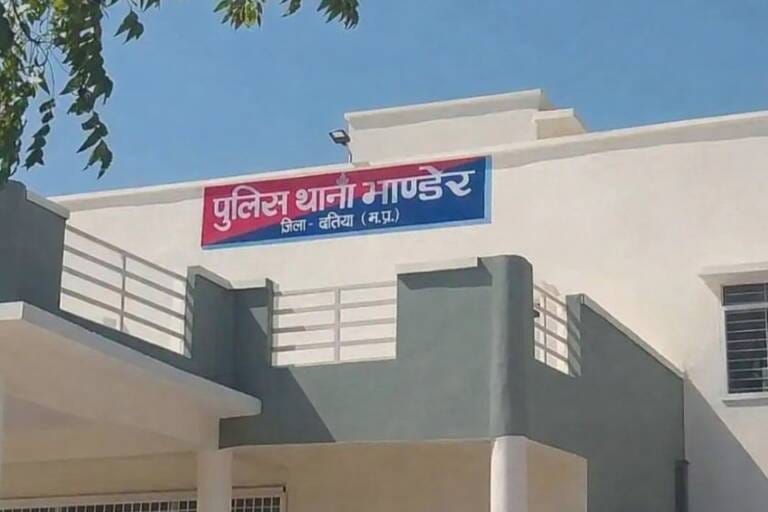 पुलिस थाना भाण्डेर
जिला - दतिया (म.प्र.)